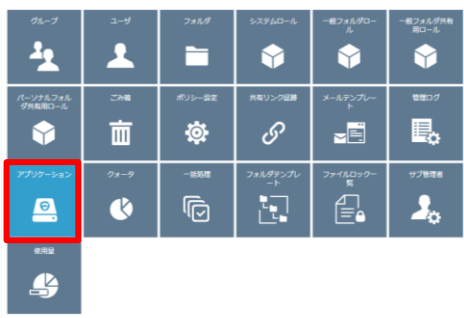 グループ
ユーザ
フォルダ
システムロール
一般フォルダロー
ル
一般フォルダ共有
用ロール
パーソナルフォル
ダ共有用ロール
ごみ箱
ポリシー設定
共有リンク証跡
メールテンプレー
ト
管理ログ
アプリケーション
クォータ
一括処理
フォルダテンプレ
ート
ファイルロック一
覧
サブ管理者
使用量